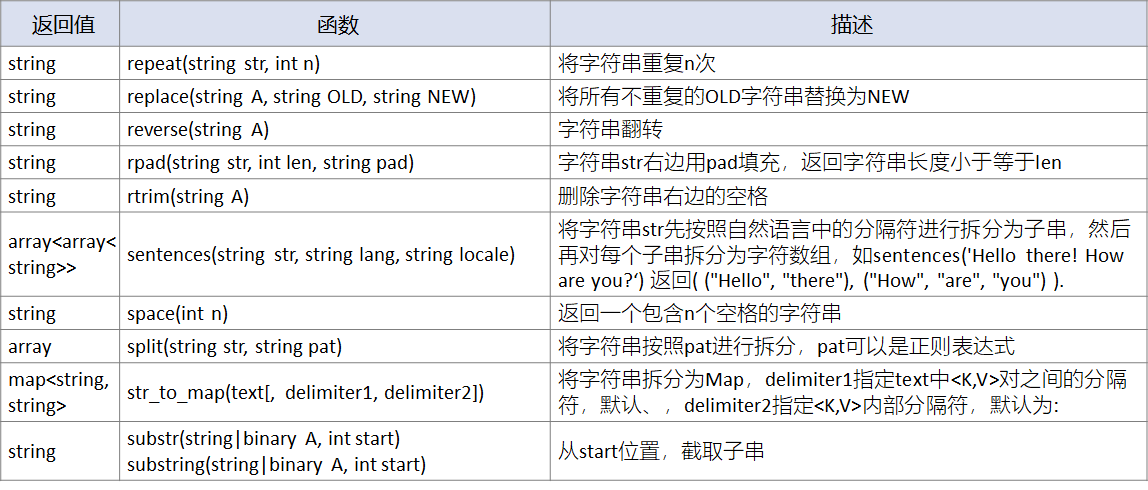 返回值 函数 描述
string repeat(string str, int n) 将字符串重复n次
string replace(string A, string OLD, string NEW) 将所有不重复的OLD字符串替换为NEW
string reverse(string A) 字符串翻转
string rpad(string str, int len, string pad) 字符串str右边用pad填充，返回字符串长度小于等于len
string rtrim(string A) 删除字符串右边的空格
array<array<
string>>
sentences(string str, string lang, string locale)
将字符串str先按照自然语言中的分隔符进行拆分为子串，然后
再对每个子串拆分为字符数组，如sentences('Hello there! How
are you?‘) 返回( ("Hello", "there"), ("How", "are", "you") ).
string space(int n) 返回一个包含n个空格的字符串
array split(string str, string pat) 将字符串按照pat进行拆分，pat可以是正则表达式
map<string,
string>
str_to_map(text[, delimiter1, delimiter2])
将字符串拆分为Map，delimiter1指定text中<K,V>对之间的分隔
符，默认、，delimiter2指定<K,V>内部分隔符，默认为:
string
substr(string|binary A, int start)
substring(string|binary A, int start)
从start位置，截取子串